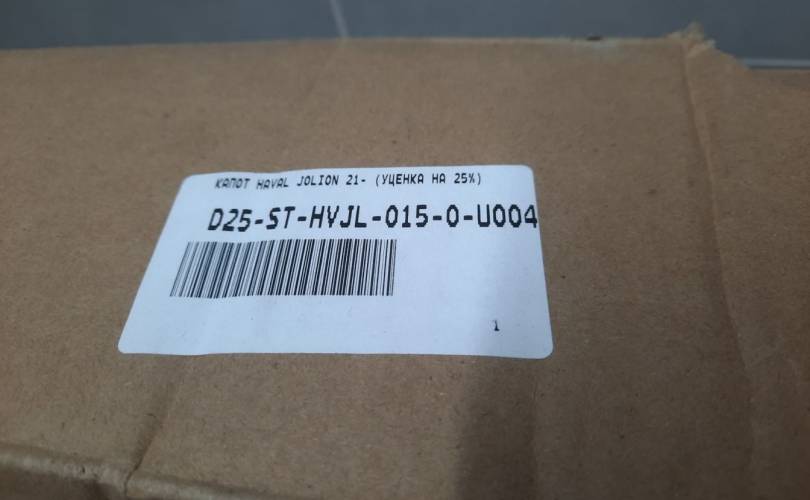 КАПОТ HAVAL JOLION 21- (УЦЕНКА НА 25%)
D25-ST-HVJL-015-0-U004
1